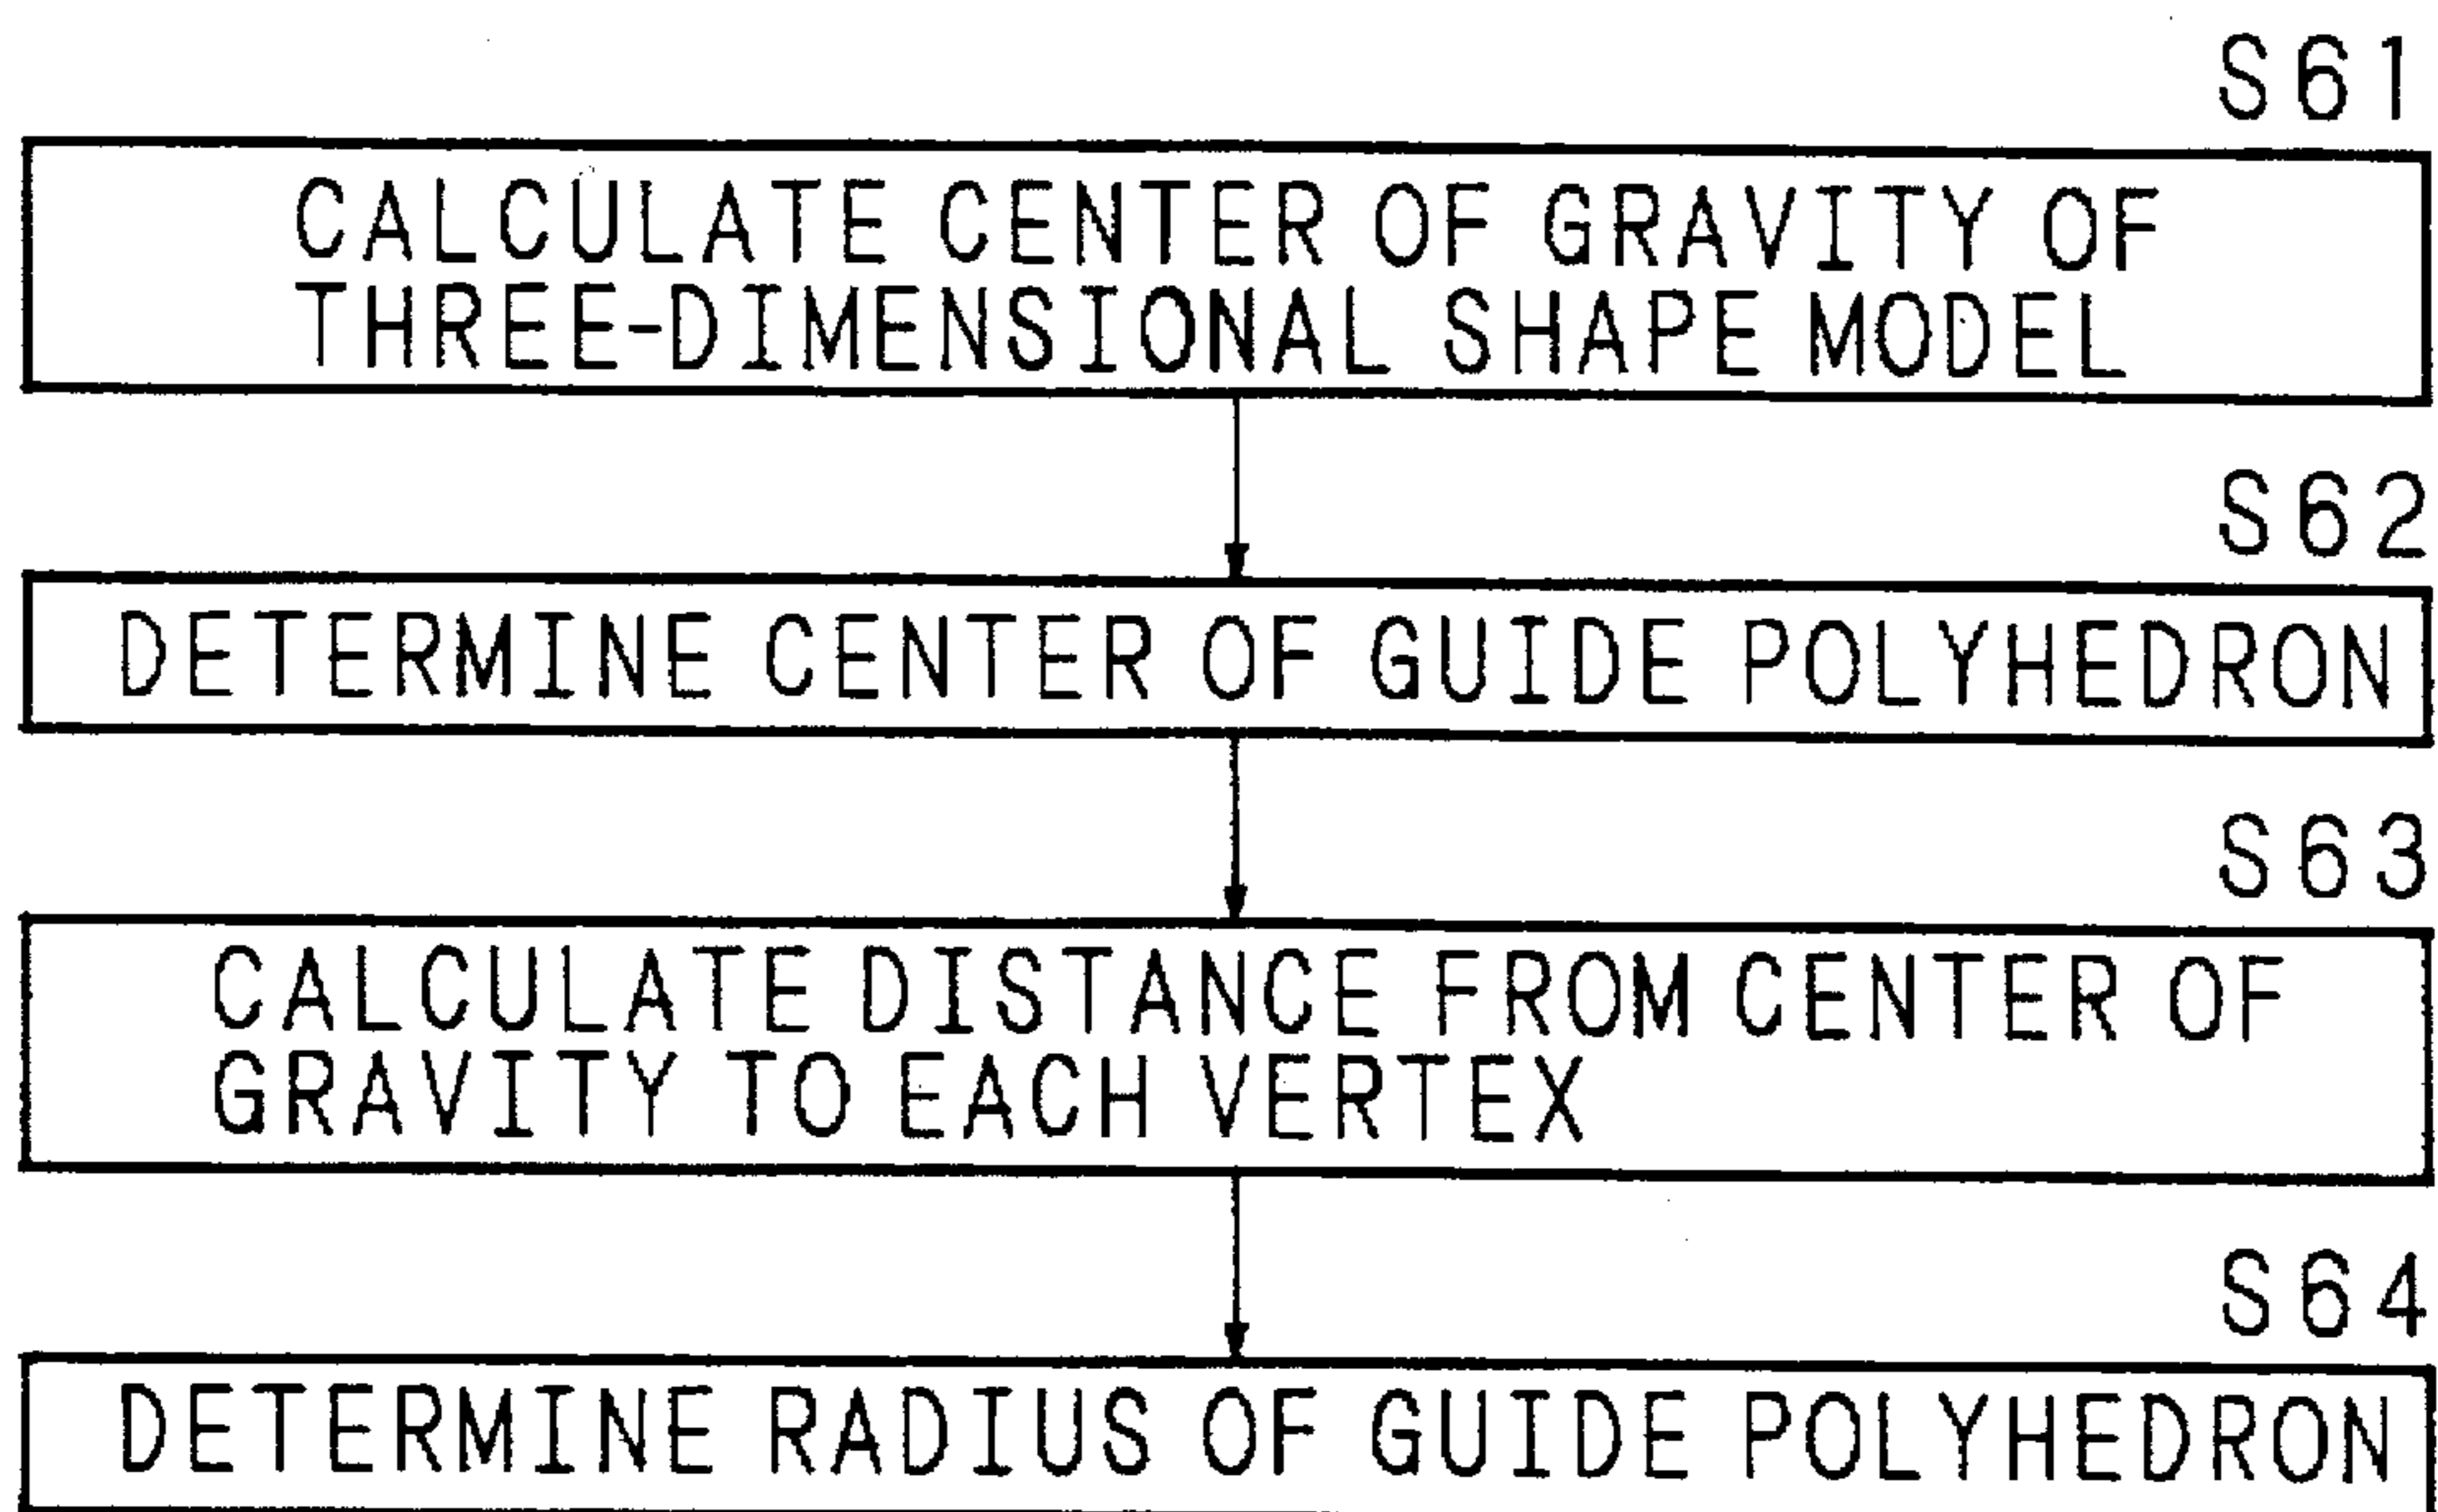 S61
CALCULATE CENTER OF GRAVITY OF
THREE-DIMENSIONAL SHAPE MODEL
S62
DETERMINE CENTER OF GUIDE POLYHEDRON
S63
CALCULATE DISTANCE FROM CENTER OF
GRAVITY TO EACH VERTEX
S64
DETERMINE RADIUS OF GUIDE POLYHEDRON